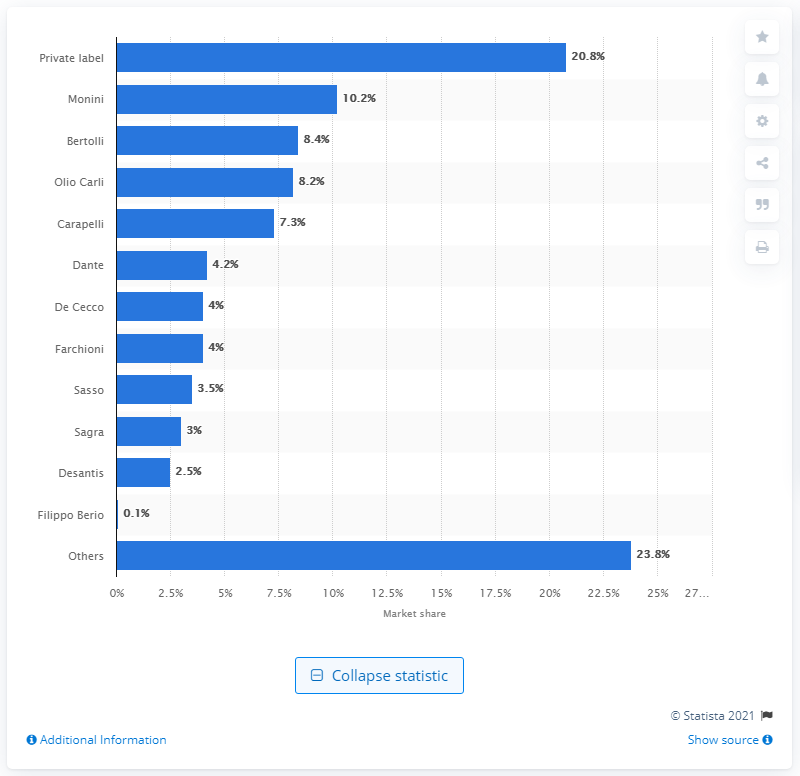 Private label 20.8%
Monini 10.2%
Bertolli 8.4%
Olio Carli 8.2%
Carapelli 7.3%
Dante 4.2%
De Cecco 4%
Farchioni 4%
Sasso 3.5%
Sagra 3%
Desantis 2.5%
Filippo Berio 0.1%
Others 23.8%
0% 2.5% 5% 7.5% 10% 12.5% 15% 17.5% 20% 22.5% 25% 27...
Market share
Collapse statistic
© Statista 2021
Additional Information Show source